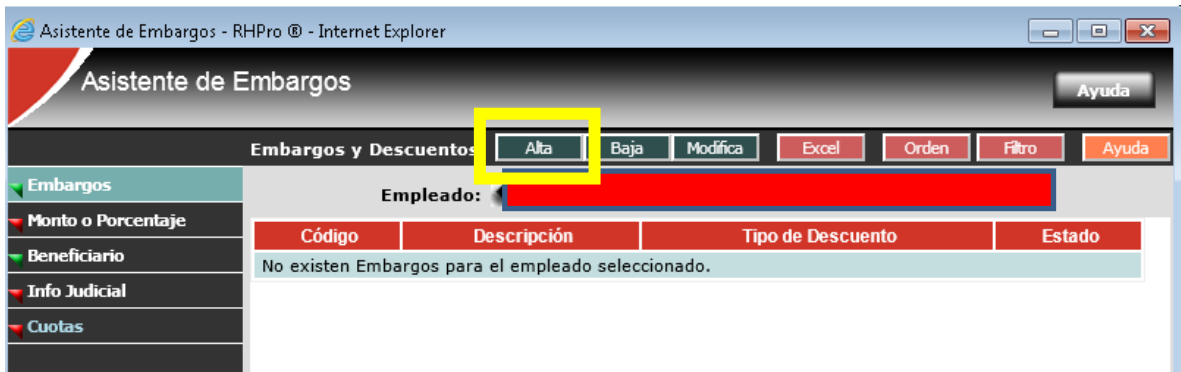 Asistente de Embargos - RHPro ® - Internet Explorer
Asistente de Embargos
Ayuda
Embargos y Descuentos Alta Baja Modifica Excel Orden Filtro Ayuda
Embargos
Empleado:
Monto o Porcentaje
Código Descripción Tipo de Descuento Estado
Beneficiario
No existen Embargos para el empleado seleccionado.
Info Judicial
Cuotas